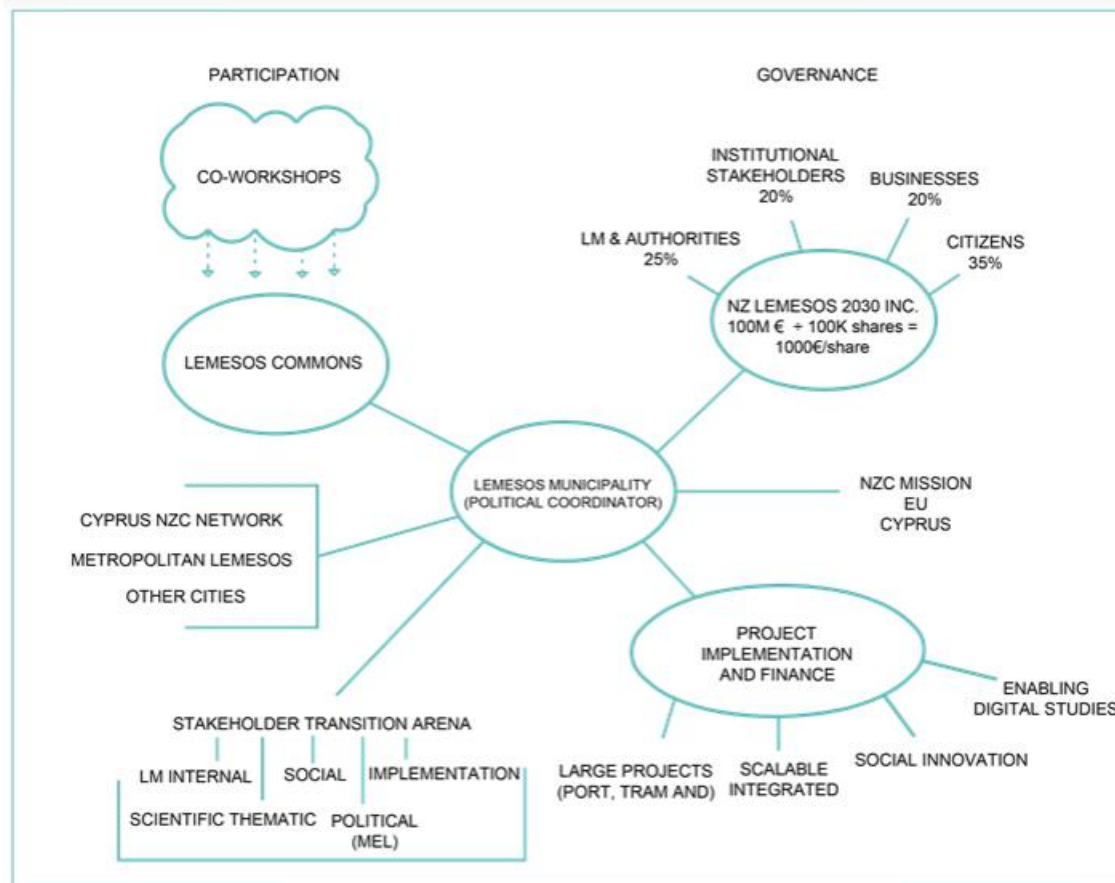 PARTICIPATION
GOVERNANCE
CO-WORKSHOPS
INSTITUTIONAL
STAKEHOLDERS
20%
BUSINESSES
20%
LM & AUTHORITIES
25%
CITIZENS
35%
NZ LEMESOS 2030 INC.
100M € ÷ 100K shares =
1000€/share
LEMESOS COMMONS
LEMESOS MUNICIPALITY
(POLITICAL COORDINATOR)
NZC MISSION
EU
CYPRUS
CYPRUS NZC NETWORK
METROPOLITAN LEMESOS
OTHER CITIES
PROJECT
IMPLEMENTATION
AND FINANCE
ENABLING
DIGITAL STUDIES
STAKEHOLDER TRANSITION ARENA
LM INTERNAL
SOCIAL
IMPLEMENTATION
SCIENTIFIC THEMATIC
POLITICAL
(MEL)
LARGE PROJECTS
(PORT, TRAM AND)
SCALABLE
INTEGRATED
SOCIAL INNOVATION